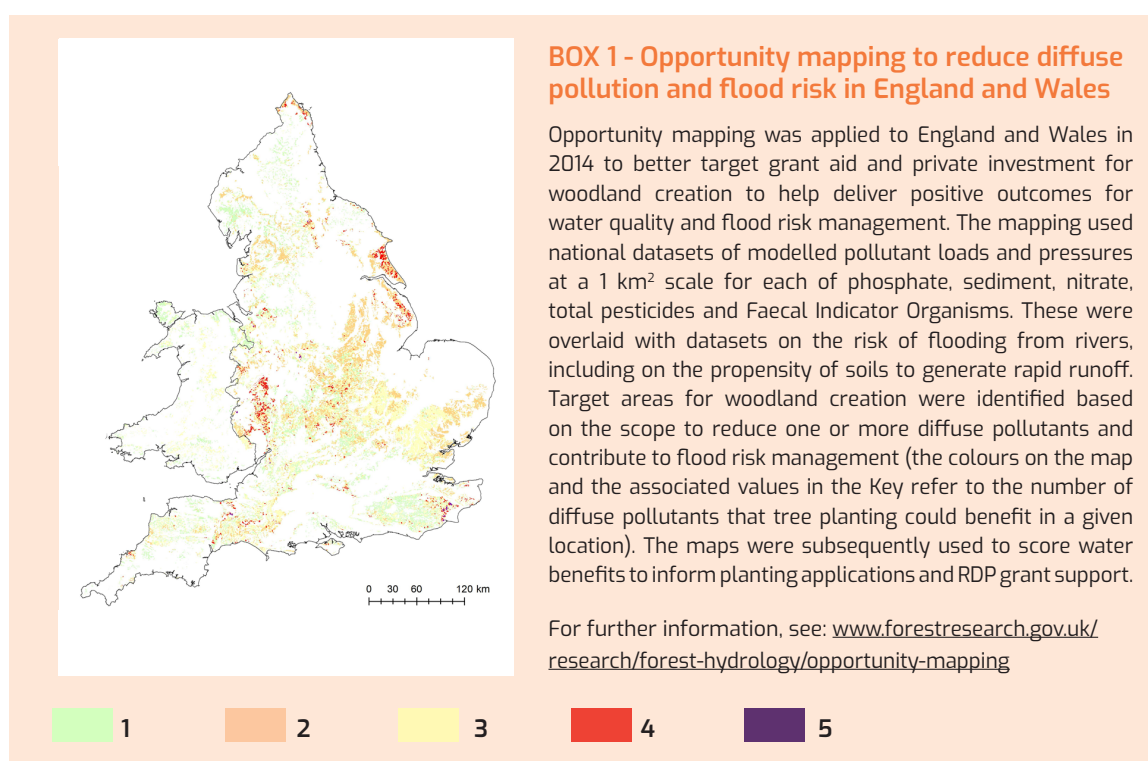 BOX 1 - Opportunity mapping to reduce diffuse
pollution and flood risk in England and Wales
Opportunity mapping was applied to England and Wales in
2014 to better target grant aid and private investment for
woodland creation to help deliver positive outcomes for
water quality and flood risk management. The mapping used
national datasets of modelled pollutant loads and pressures
at a 1 km² scale for each of phosphate, sediment, nitrate,
total pesticides and Faecal Indicator Organisms. These were
overlaid with datasets on the risk of flooding from rivers,
including on the propensity of soils to generate rapid runoff.
Target areas for woodland creation were identified based
on the scope to reduce one or more diffuse pollutants and
contribute to flood risk management (the colours on the map
and the associated values in the Key refer to the number of
diffuse pollutants that tree planting could benefit in a given
location). The maps were subsequently used to score water
benefits to inform planting applications and RDP grant support.
For further information, see: www.forestresearch.gov.uk/
research/forest-hydrology/opportunity-mapping
0 30 60 120 km
1 2 3 4 5